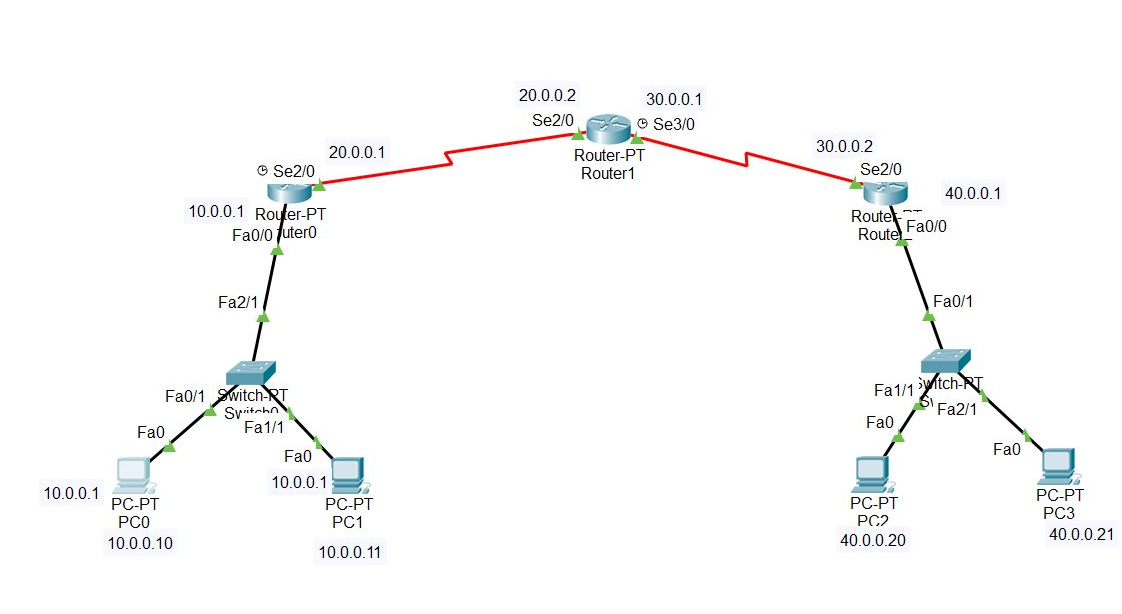 20.0.0.2
30.0.0.1
Se2/0
Se3/0
Router-PT
Router1
20.0.0.1
30.0.0.2
Se2/0
Se2/0
10.0.0.1
40.0.0.1
Router-PT
Fa0/0
Fa0/0
Fa2/1
Fa0/1
Switch-PT
Switch0
Fa0/1
Fa1/1
Fa0
Fa0
10.0.0.1
10.0.0.1
PC-PT
PC0
10.0.0.10
PC-PT
PC1
10.0.0.11
Fa1/1
Fa2/1
Fa0
Fa0
PC-PT
PC2
40.0.0.20
PC-PT
PC3
40.0.0.21